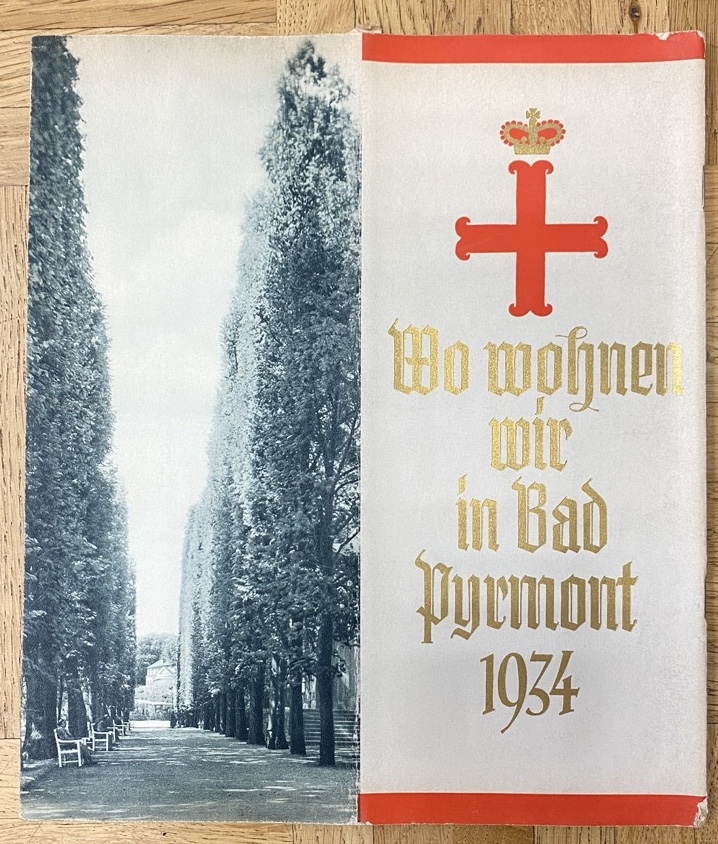 Wo wohnen
wir
in Bad
Pyrmont
1934